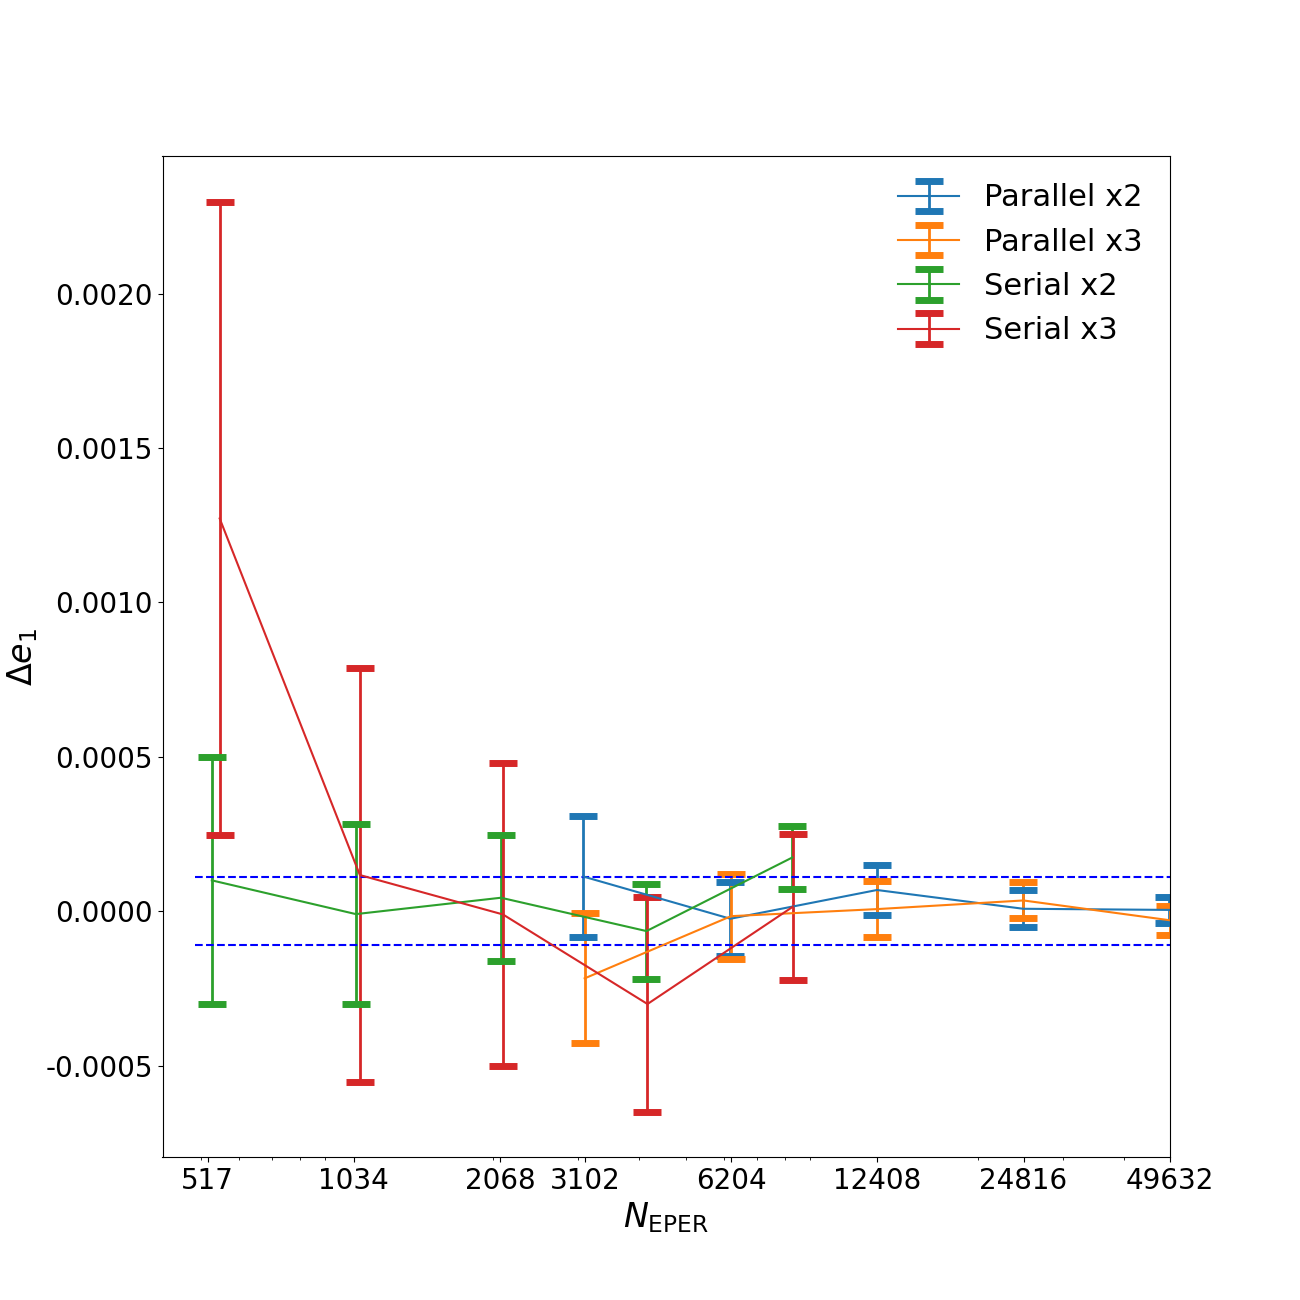 Parallel x2
Parallel x3
Serial x2
Serial x3
0.0020
0.0015
0.0010
0.0005
0.0000
-0.0005
Δe₁
517 1034 2068 3102 6204 12408 24816 49632
N_EPER